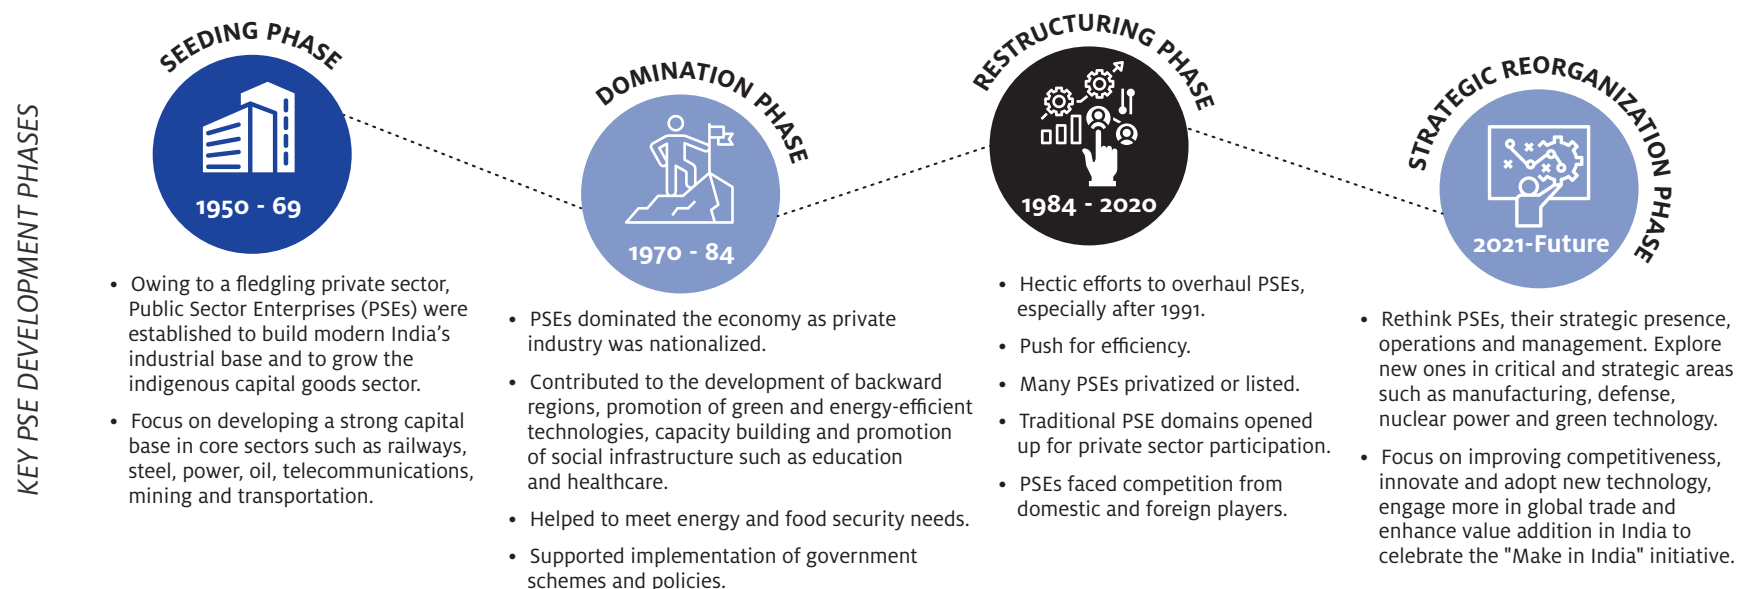 KEY PSE DEVELOPMENT PHASES
SEEDING PHASE
1950 - 69
• Owing to a fledgling private sector,
Public Sector Enterprises (PSEs) were
established to build modern India's
industrial base and to grow the
indigenous capital goods sector.
• Focus on developing a strong capital
base in core sectors such as railways,
steel, power, oil, telecommunications,
mining and transportation.
DOMINATION PHASE
1970 - 84
• PSEs dominated the economy as private
industry was nationalized.
• Contributed to the development of backward
regions, promotion of green and energy-efficient
technologies, capacity building and promotion
of social infrastructure such as education
and healthcare.
• Helped to meet energy and food security needs.
• Supported implementation of government
schemes and policies.
RESTRUCTURING PHASE
1984 - 2020
• Hectic efforts to overhaul PSEs,
especially after 1991.
• Push for efficiency.
• Many PSEs privatized or listed.
• Traditional PSE domains opened
up for private sector participation.
• PSEs faced competition from
domestic and foreign players.
STRATEGIC REORGANIZATION PHASE
2021-Future
• Rethink PSEs, their strategic presence,
operations and management. Explore
new ones in critical and strategic areas
such as manufacturing, defense,
nuclear power and green technology.
• Focus on improving competitiveness,
innovate and adopt new technology,
engage more in global trade and
enhance value addition in India to
celebrate the "Make in India" initiative.